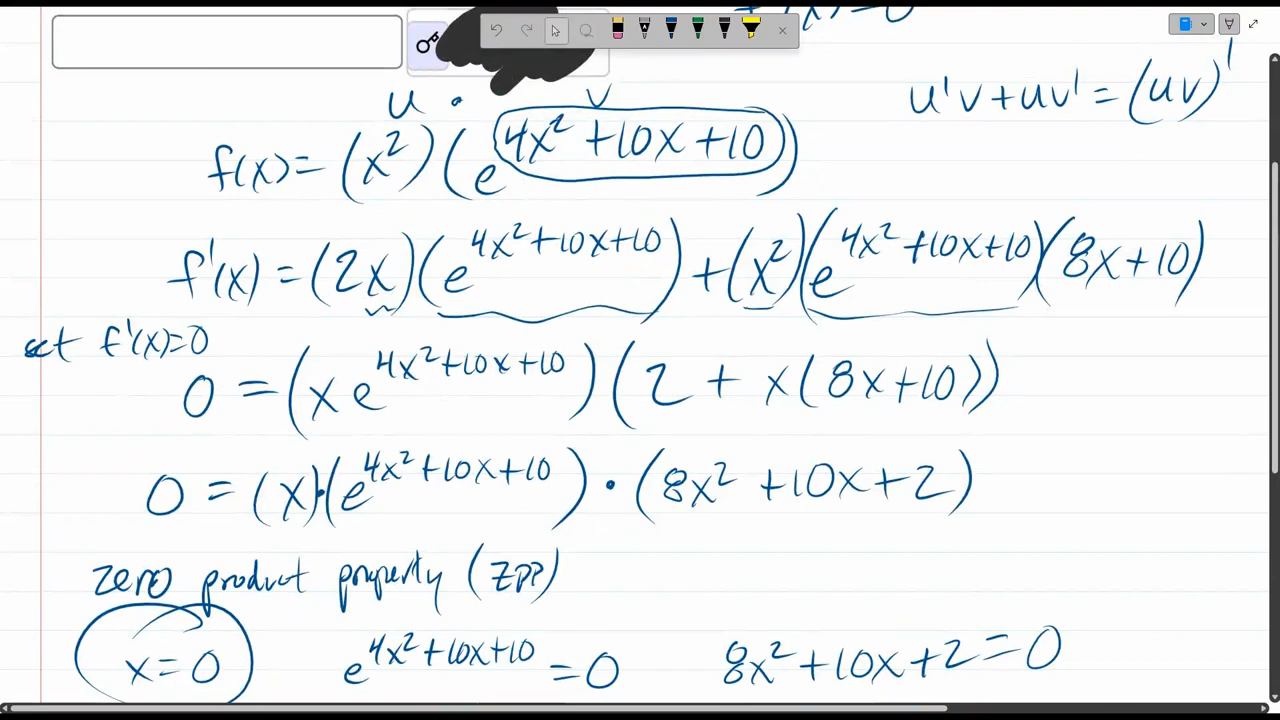 u'v + uv' = (uv)'
u · v
f(x) = (x²)(e^(4x² + 10x + 10))
f'(x) = (2x)(e^(4x²+10x+10)) + (x²)(e^(4x²+10x+10))(8x+10)
set f'(x)=0
0 = (x e^(4x²+10x+10))(2 + x(8x+10))
0 = (x)·(e^(4x²+10x+10)) · (8x² + 10x + 2)
zero product property (ZPP)
x = 0 e^(4x²+10x+10) = 0 8x² + 10x + 2 = 0